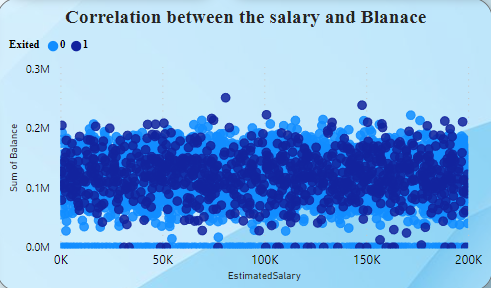 Correlation between the salary and Blanace
Exited 0 1
0.3M
0.2M
0.1M
0.0M
Sum of Balance
0K 50K 100K 150K 200K
EstimatedSalary